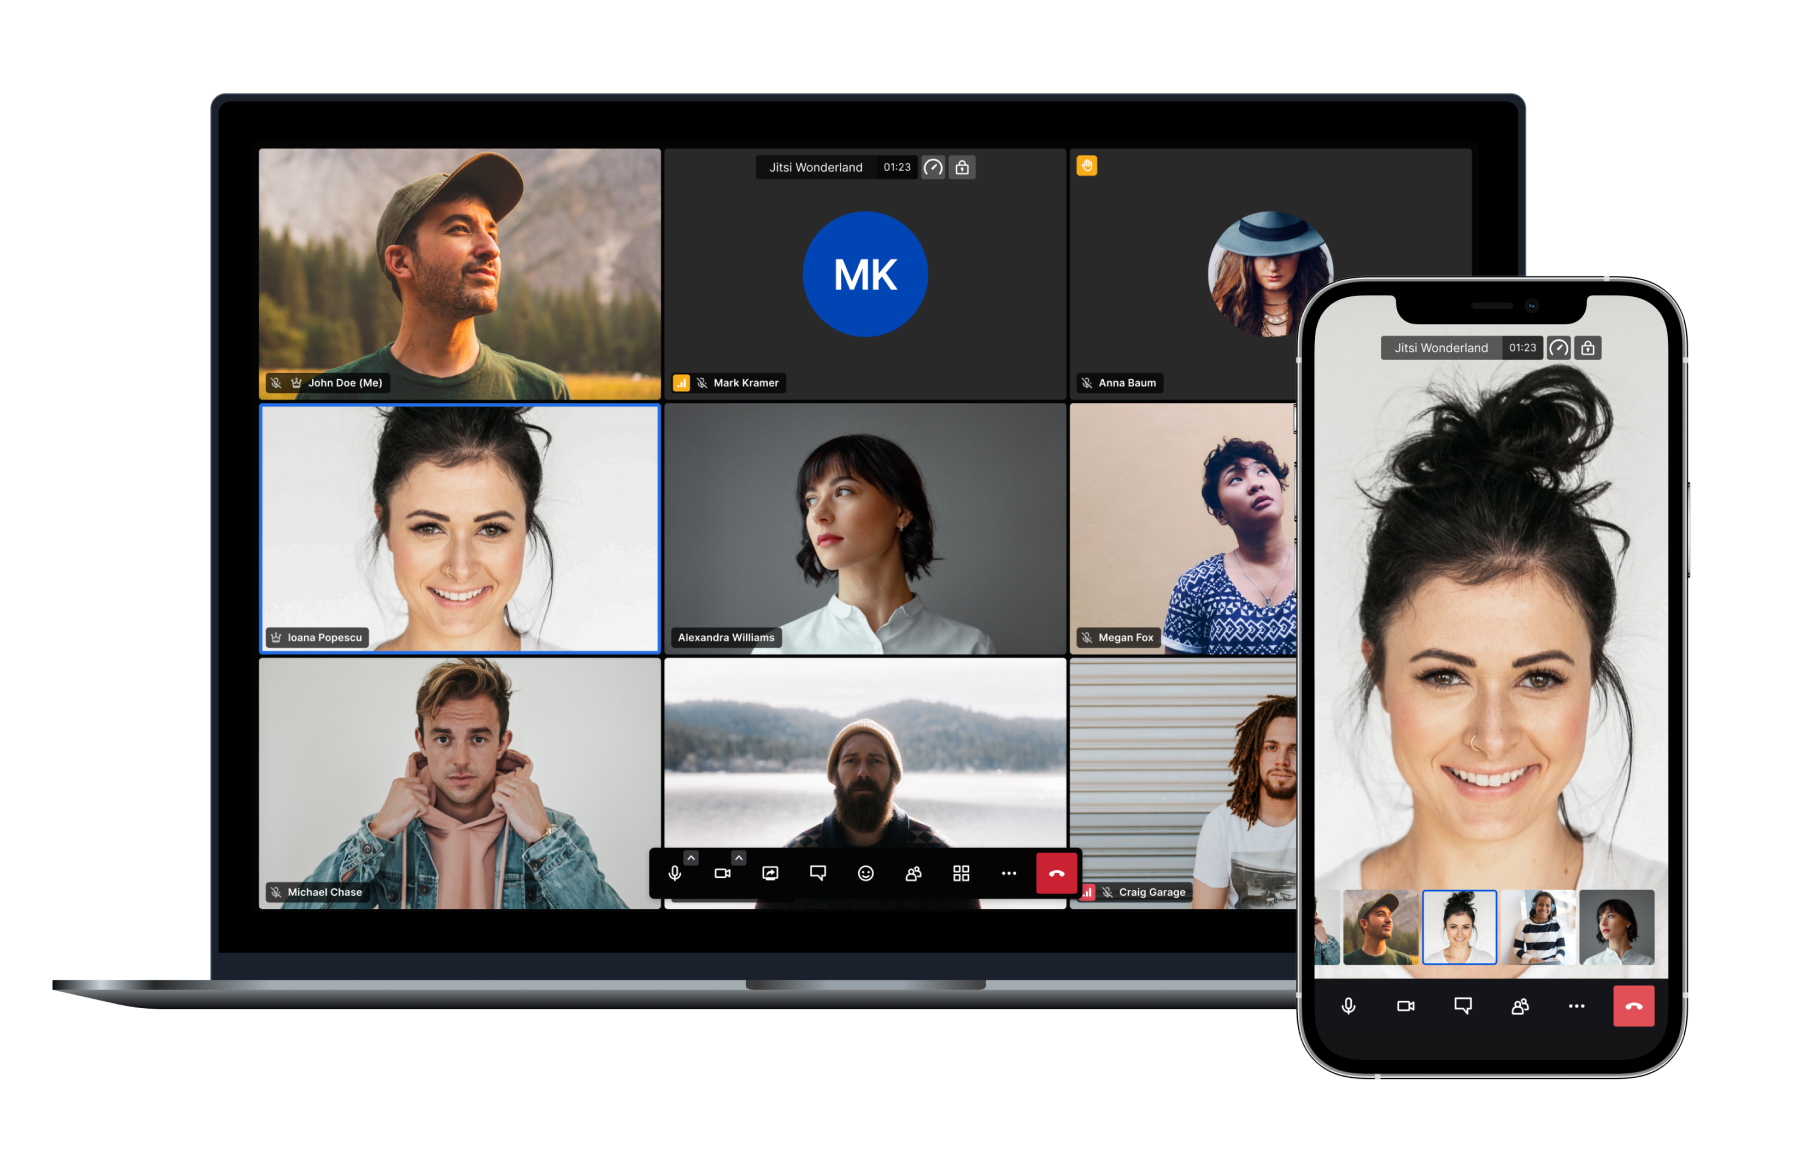 Jitsi Wonderland 01:23
MK
John Doe (Me)
Mark Kramer
Anna Baum
Ioana Popescu
Alexandra Williams
Megan Fox
Michael Chase
Craig Garage
Jitsi Wonderland 01:23